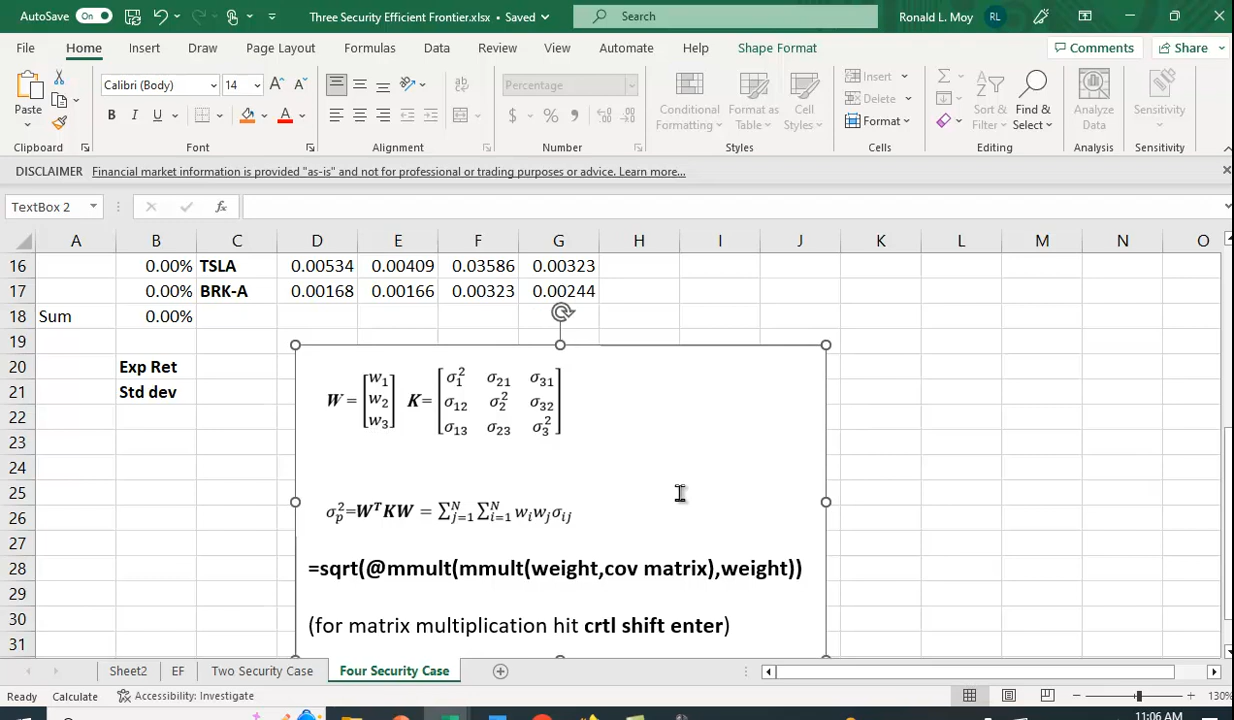 AutoSave On Three Security Efficient Frontier.xlsx • Saved Search Ronald L. Moy RL
File Home Insert Draw Page Layout Formulas Data Review View Automate Help Shape Format Comments Share
Calibri (Body) 14 A A ab Percentage Insert Sort & Find & Analyze Sensitivity
Paste B I U A $ % 9 Conditional Format as Cell Delete Filter Select Data
Formatting Table Styles Format
Clipboard Font Alignment Number Styles Cells Editing Analysis Sensitivity
DISCLAIMER Financial market information is provided "as-is" and not for professional or trading purposes or advice. Learn more...
TextBox 2 fx
A B C D E F G H I J K L M N O
16 0.00% TSLA 0.00534 0.00409 0.03586 0.00323
17 0.00% BRK-A 0.00168 0.00166 0.00323 0.00244
18 Sum 0.00%
19
20 Exp Ret
21 Std dev
22
23
24
25
26
27
28
29
30
31
W = [w₁ w₂ w₃] K= [σ₁² σ₂₁ σ₃₁
σ₁₂ σ₂² σ₃₂
σ₁₃ σ₂₃ σ₃²]
σₚ²=WᵀKW = ∑ᴺⱼ₌₁ ∑ᴺᵢ₌₁ wᵢwⱼσᵢⱼ
=sqrt(@mmult(mmult(weight,cov matrix),weight))
(for matrix multiplication hit crtl shift enter)
Sheet2 EF Two Security Case Four Security Case
Ready Calculate Accessibility: Investigate 130%
11:06 AM